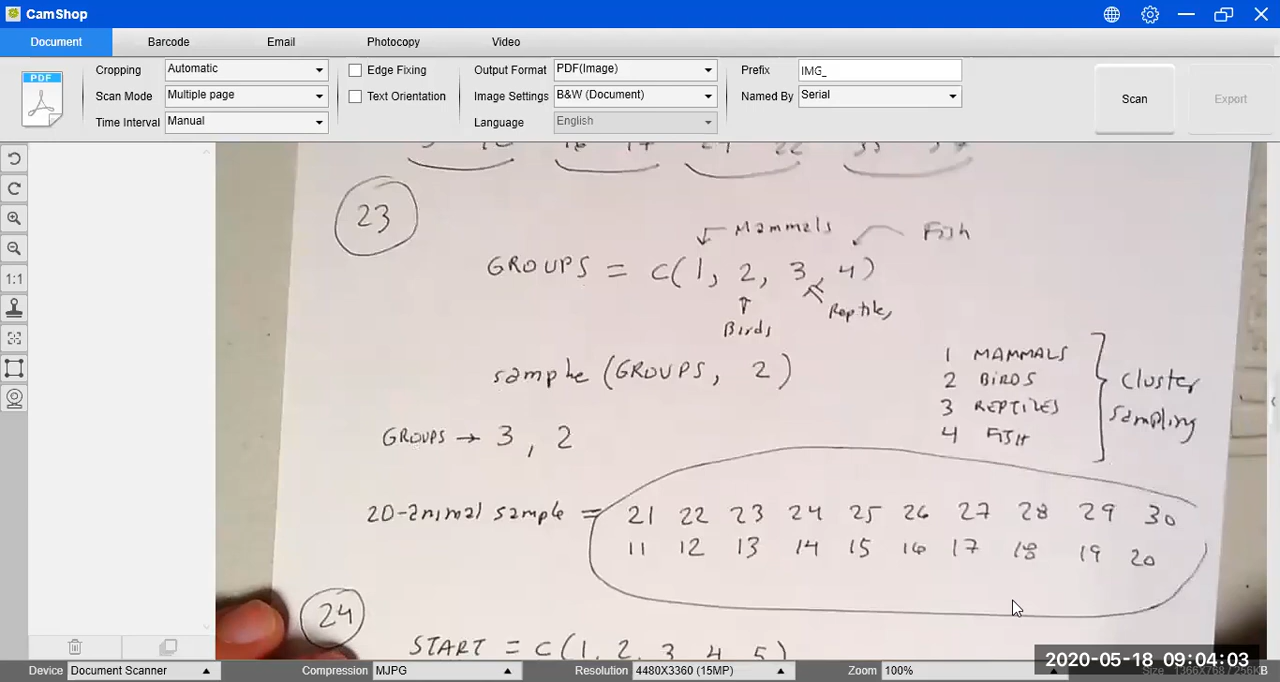 CamShop
Document Barcode Email Photocopy Video
Cropping Automatic Edge Fixing Output Format PDF(Image) Prefix IMG_
PDF Scan Mode Multiple page Text Orientation Image Settings B&W (Document) Named By Serial Scan Export
Time Interval Manual Language English
1:1
23
Mammals Fish
GROUPS = c(1, 2, 3, 4)
Birds Reptiles
sample (GROUPS, 2)
1 MAMMALS
2 BIRDS
3 REPTILES
4 FISH
Cluster
Sampling
GROUPS → 3, 2
20-animal sample = 21 22 23 24 25 26 27 28 29 30
11 12 13 14 15 16 17 18 19 20
24
START = c(1, 2, 3, 4, 5)
2020-05-18 09:04:03
Device Document Scanner Compression MJPG Resolution 4480X3360 (15MP) Zoom 100%